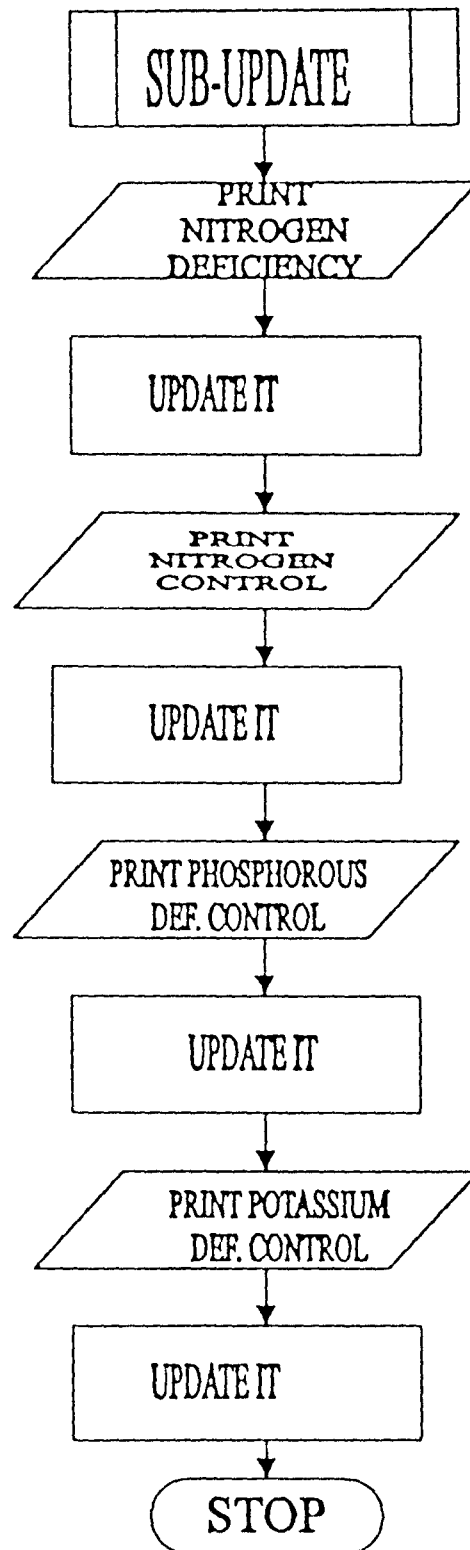 SUB-UPDATE
PRINT
NITROGEN
DEFICIENCY
UPDATE IT
PRINT
NITROGEN
CONTROL
UPDATE IT
PRINT PHOSPHOROUS
DEF. CONTROL
UPDATE IT
PRINT POTASSIUM
DEF. CONTROL
UPDATE IT
STOP